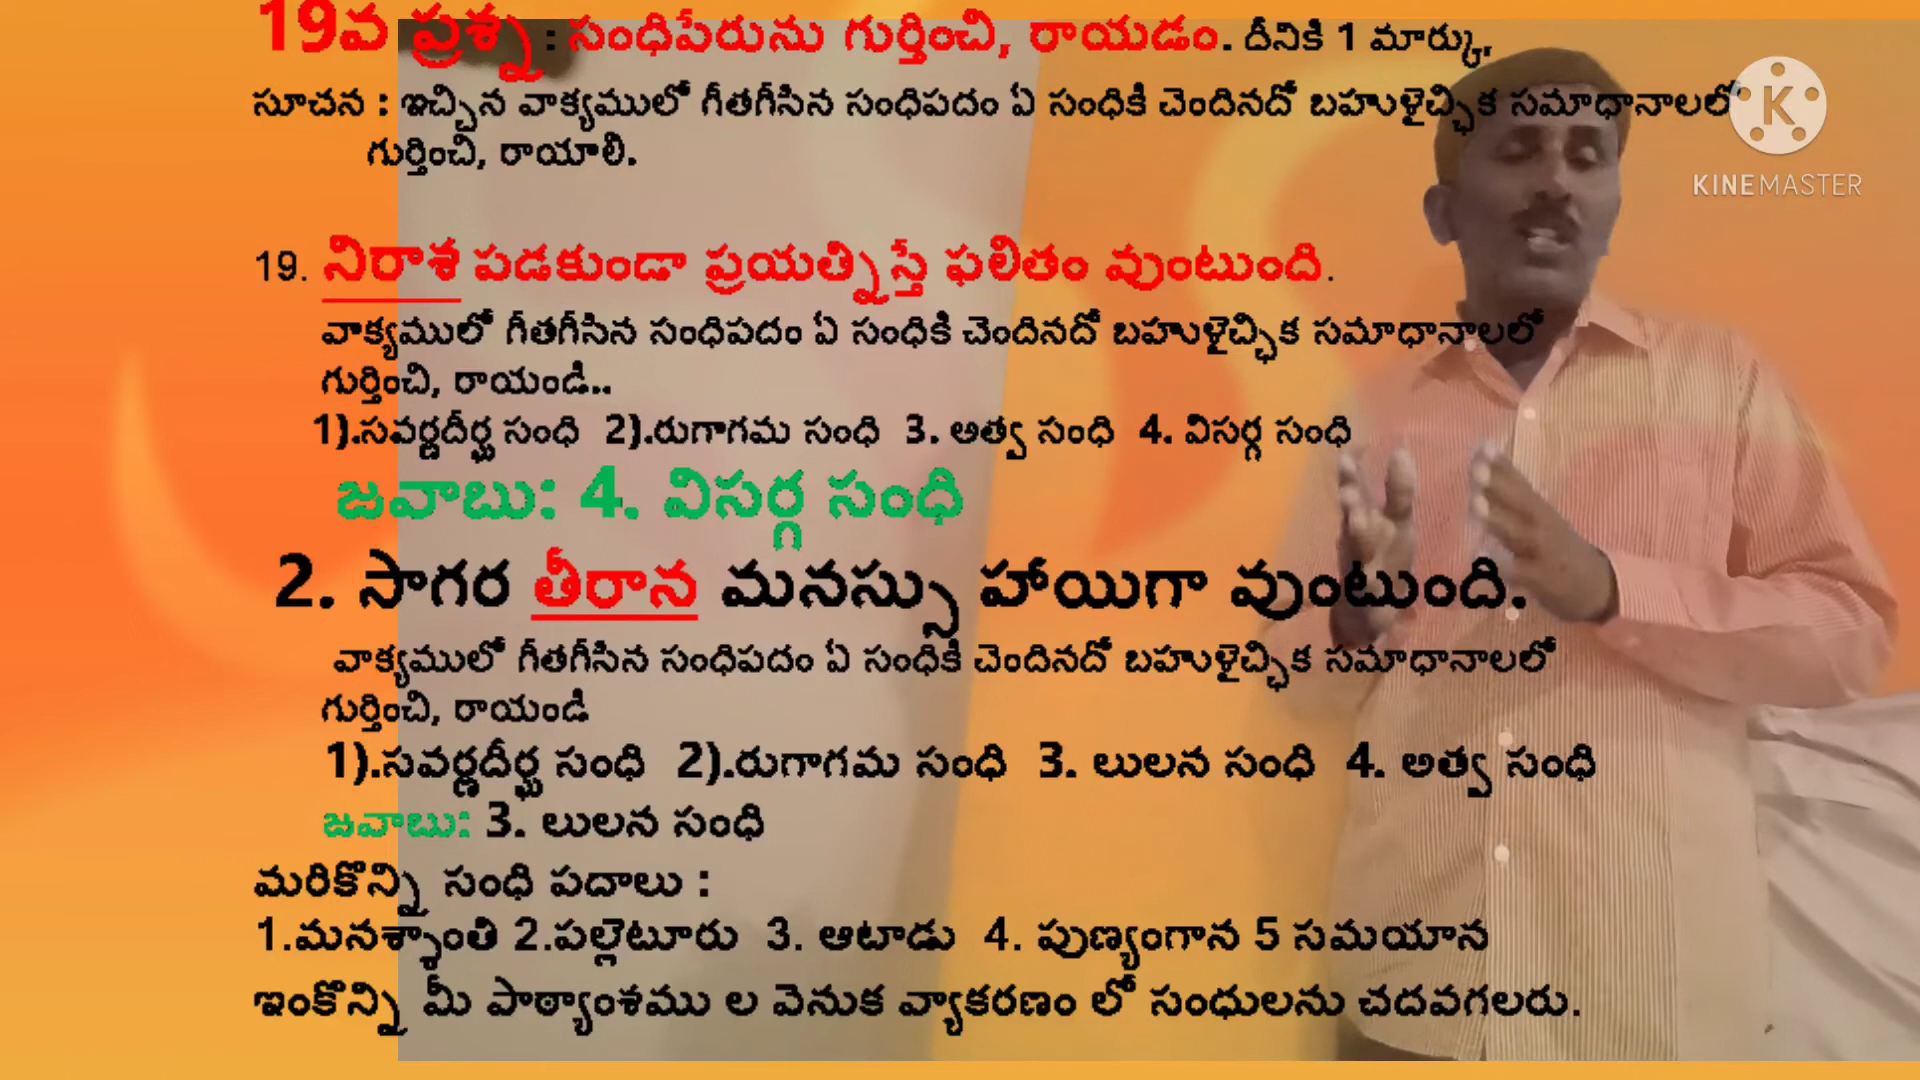 19వ ప్రశ్న : సంధిపేరును గుర్తించి, రాయడం. దీనికి 1 మార్కు,
సూచన : ఇచ్చిన వాక్యములో గీతగీసిన సంధిపదం ఏ సంధికి చెందినదో బహుళైచ్ఛిక సమాధానాలలో
గుర్తించి, రాయాలి.
KINEMASTER
19. నిరాశ పడకుండా ప్రయత్నిస్తే ఫలితం వుంటుంది.
వాక్యములో గీతగీసిన సంధిపదం ఏ సంధికి చెందినదో బహుళైచ్ఛిక సమాధానాలలో
గుర్తించి, రాయండి..
1).సవర్ణదీర్ఘ సంధి 2).రుగాగమ సంధి 3. అత్వ సంధి 4. విసర్గ సంధి
జవాబు: 4. విసర్గ సంధి
2. సాగర తీరాన మనస్సు హాయిగా వుంటుంది.
వాక్యములో గీతగీసిన సంధిపదం ఏ సంధికి చెందినదో బహుళైచ్ఛిక సమాధానాలలో
గుర్తించి, రాయండి
1).సవర్ణదీర్ఘ సంధి 2).రుగాగమ సంధి 3. లులన సంధి 4. అత్వ సంధి
జవాబు: 3. లులన సంధి
మరికొన్ని సంధి పదాలు :
1.మనశ్శాంతి 2.పల్లెటూరు 3. ఆటాడు 4. పుణ్యంగాన 5 సమయాన
ఇంకొన్ని మీ పాఠ్యాంశము ల వెనుక వ్యాకరణం లో సంధులను చదవగలరు.